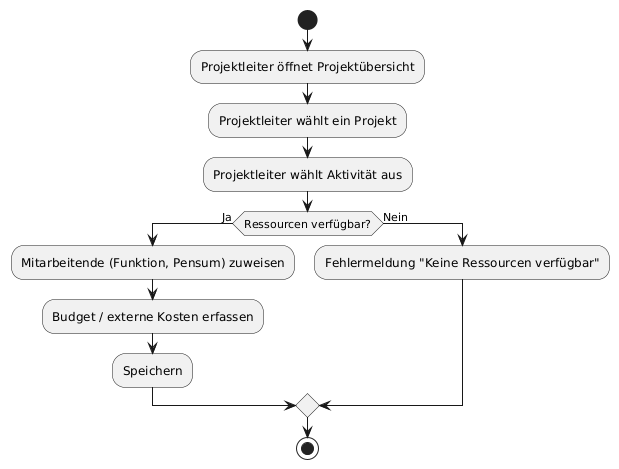 Projektleiter öffnet Projektübersicht
Projektleiter wählt ein Projekt
Projektleiter wählt Aktivität aus
Ja
Ressourcen verfügbar?
Nein
Mitarbeitende (Funktion, Pensum) zuweisen
Fehlermeldung "Keine Ressourcen verfügbar"
Budget / externe Kosten erfassen
Speichern